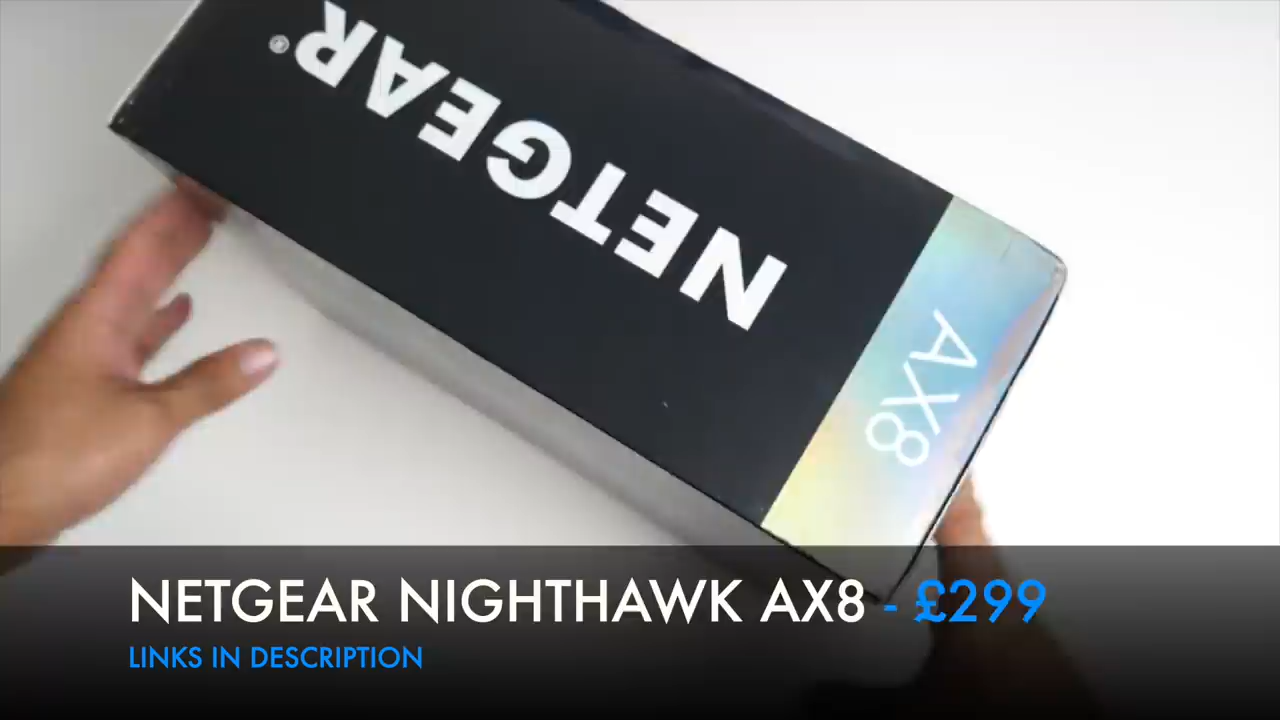 NETGEAR®
AX8
NETGEAR NIGHTHAWK AX8 - £299
LINKS IN DESCRIPTION